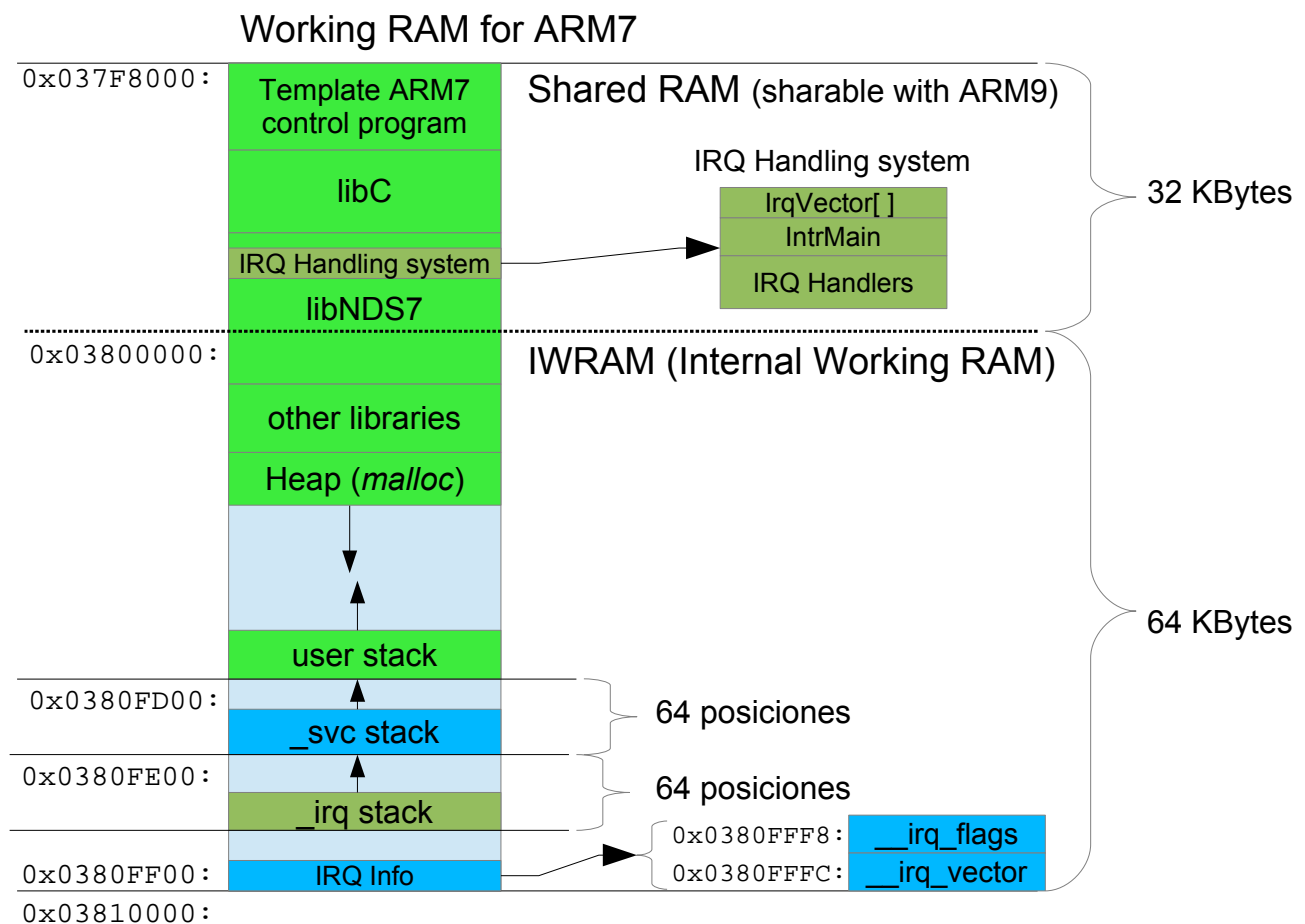 Working RAM for ARM7
0x037F8000:
Template ARM7
control program
Shared RAM (sharable with ARM9)
libC
IRQ Handling system
IrqVector[ ]
IntrMain
IRQ Handlers
32 KBytes
IRQ Handling system
libNDS7
0x03800000:
IWRAM (Internal Working RAM)
other libraries
Heap (malloc)
64 KBytes
user stack
0x0380FD00:
_svc stack
64 posiciones
0x0380FE00:
_irq stack
64 posiciones
0x0380FF00:
IRQ Info
0x0380FFF8:
__irq_flags
0x0380FFFC:
__irq_vector
0x03810000: